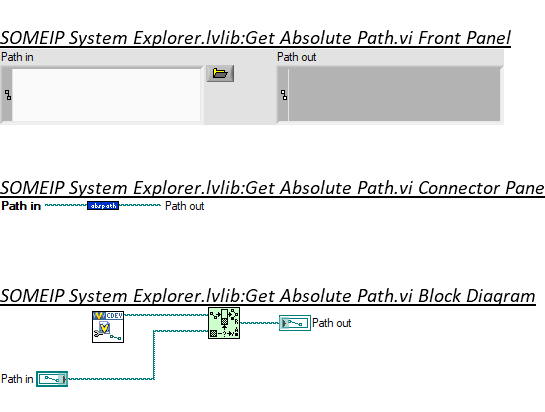 SOMEIP System Explorer.lvlib:Get Absolute Path.vi Front Panel
Path in
Path out
SOMEIP System Explorer.lvlib:Get Absolute Path.vi Connector Pane
Path in abspath Path out
SOMEIP System Explorer.lvlib:Get Absolute Path.vi Block Diagram
CDEV
Path out
Path in